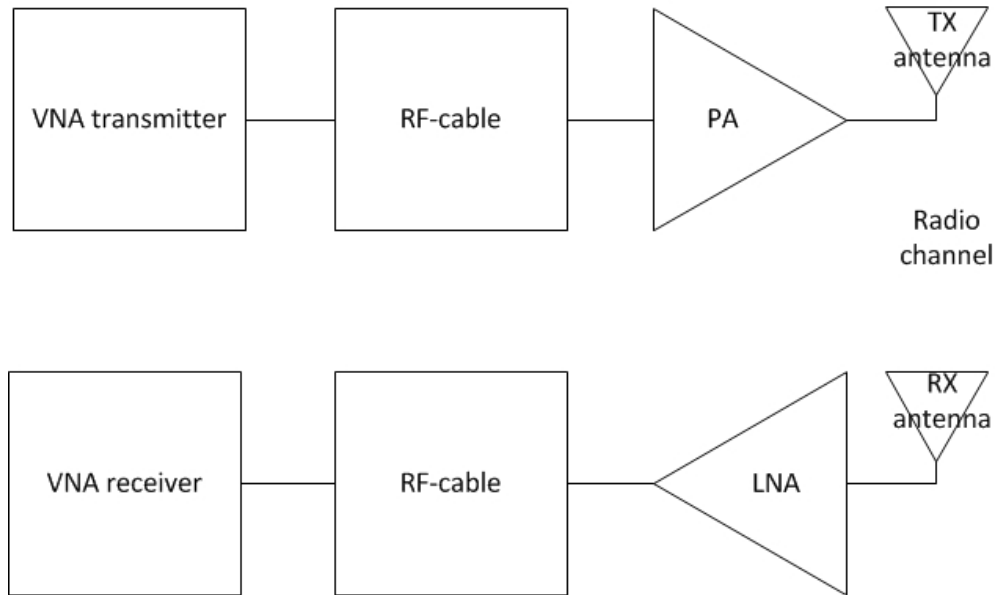 VNA transmitter
RF-cable
PA
TX
antenna
Radio
channel
VNA receiver
RF-cable
LNA
RX
antenna